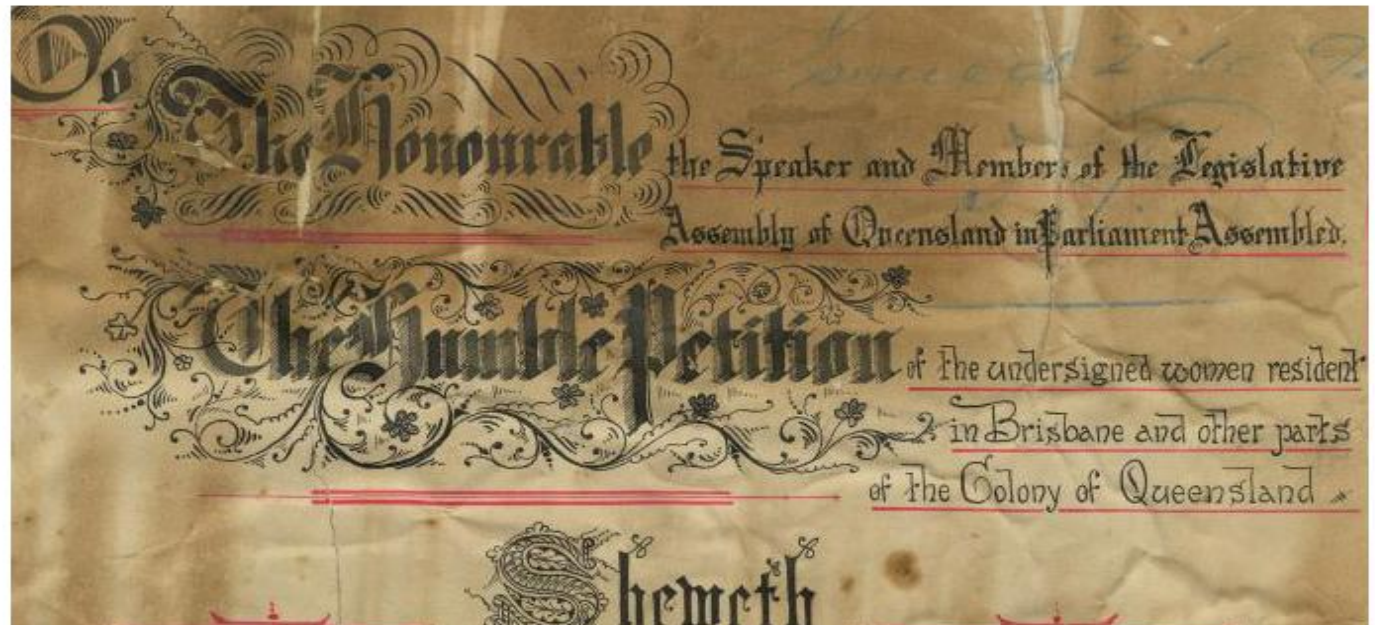 To
The Honourable the Speaker and Members of the Legislative
Assembly of Queensland in Parliament Assembled.
The Humble Petition of the undersigned women resident
in Brisbane and other parts
of the Colony of Queensland
Sheweth